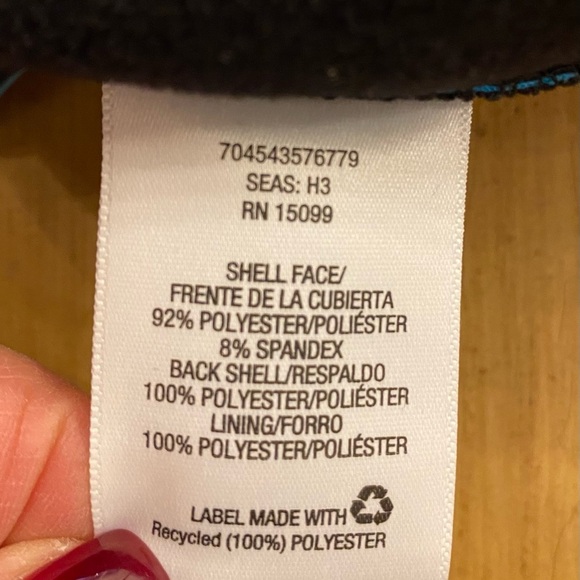 704543576779
SEAS: H3
RN 15099
SHELL FACE/
FRENTE DE LA CUBIERTA
92% POLYESTER/POLIÉSTER
8% SPANDEX
BACK SHELL/RESPALDO
100% POLYESTER/POLIÉSTER
LINING/FORRO
100% POLYESTER/POLIÉSTER
LABEL MADE WITH
Recycled (100%) POLYESTER